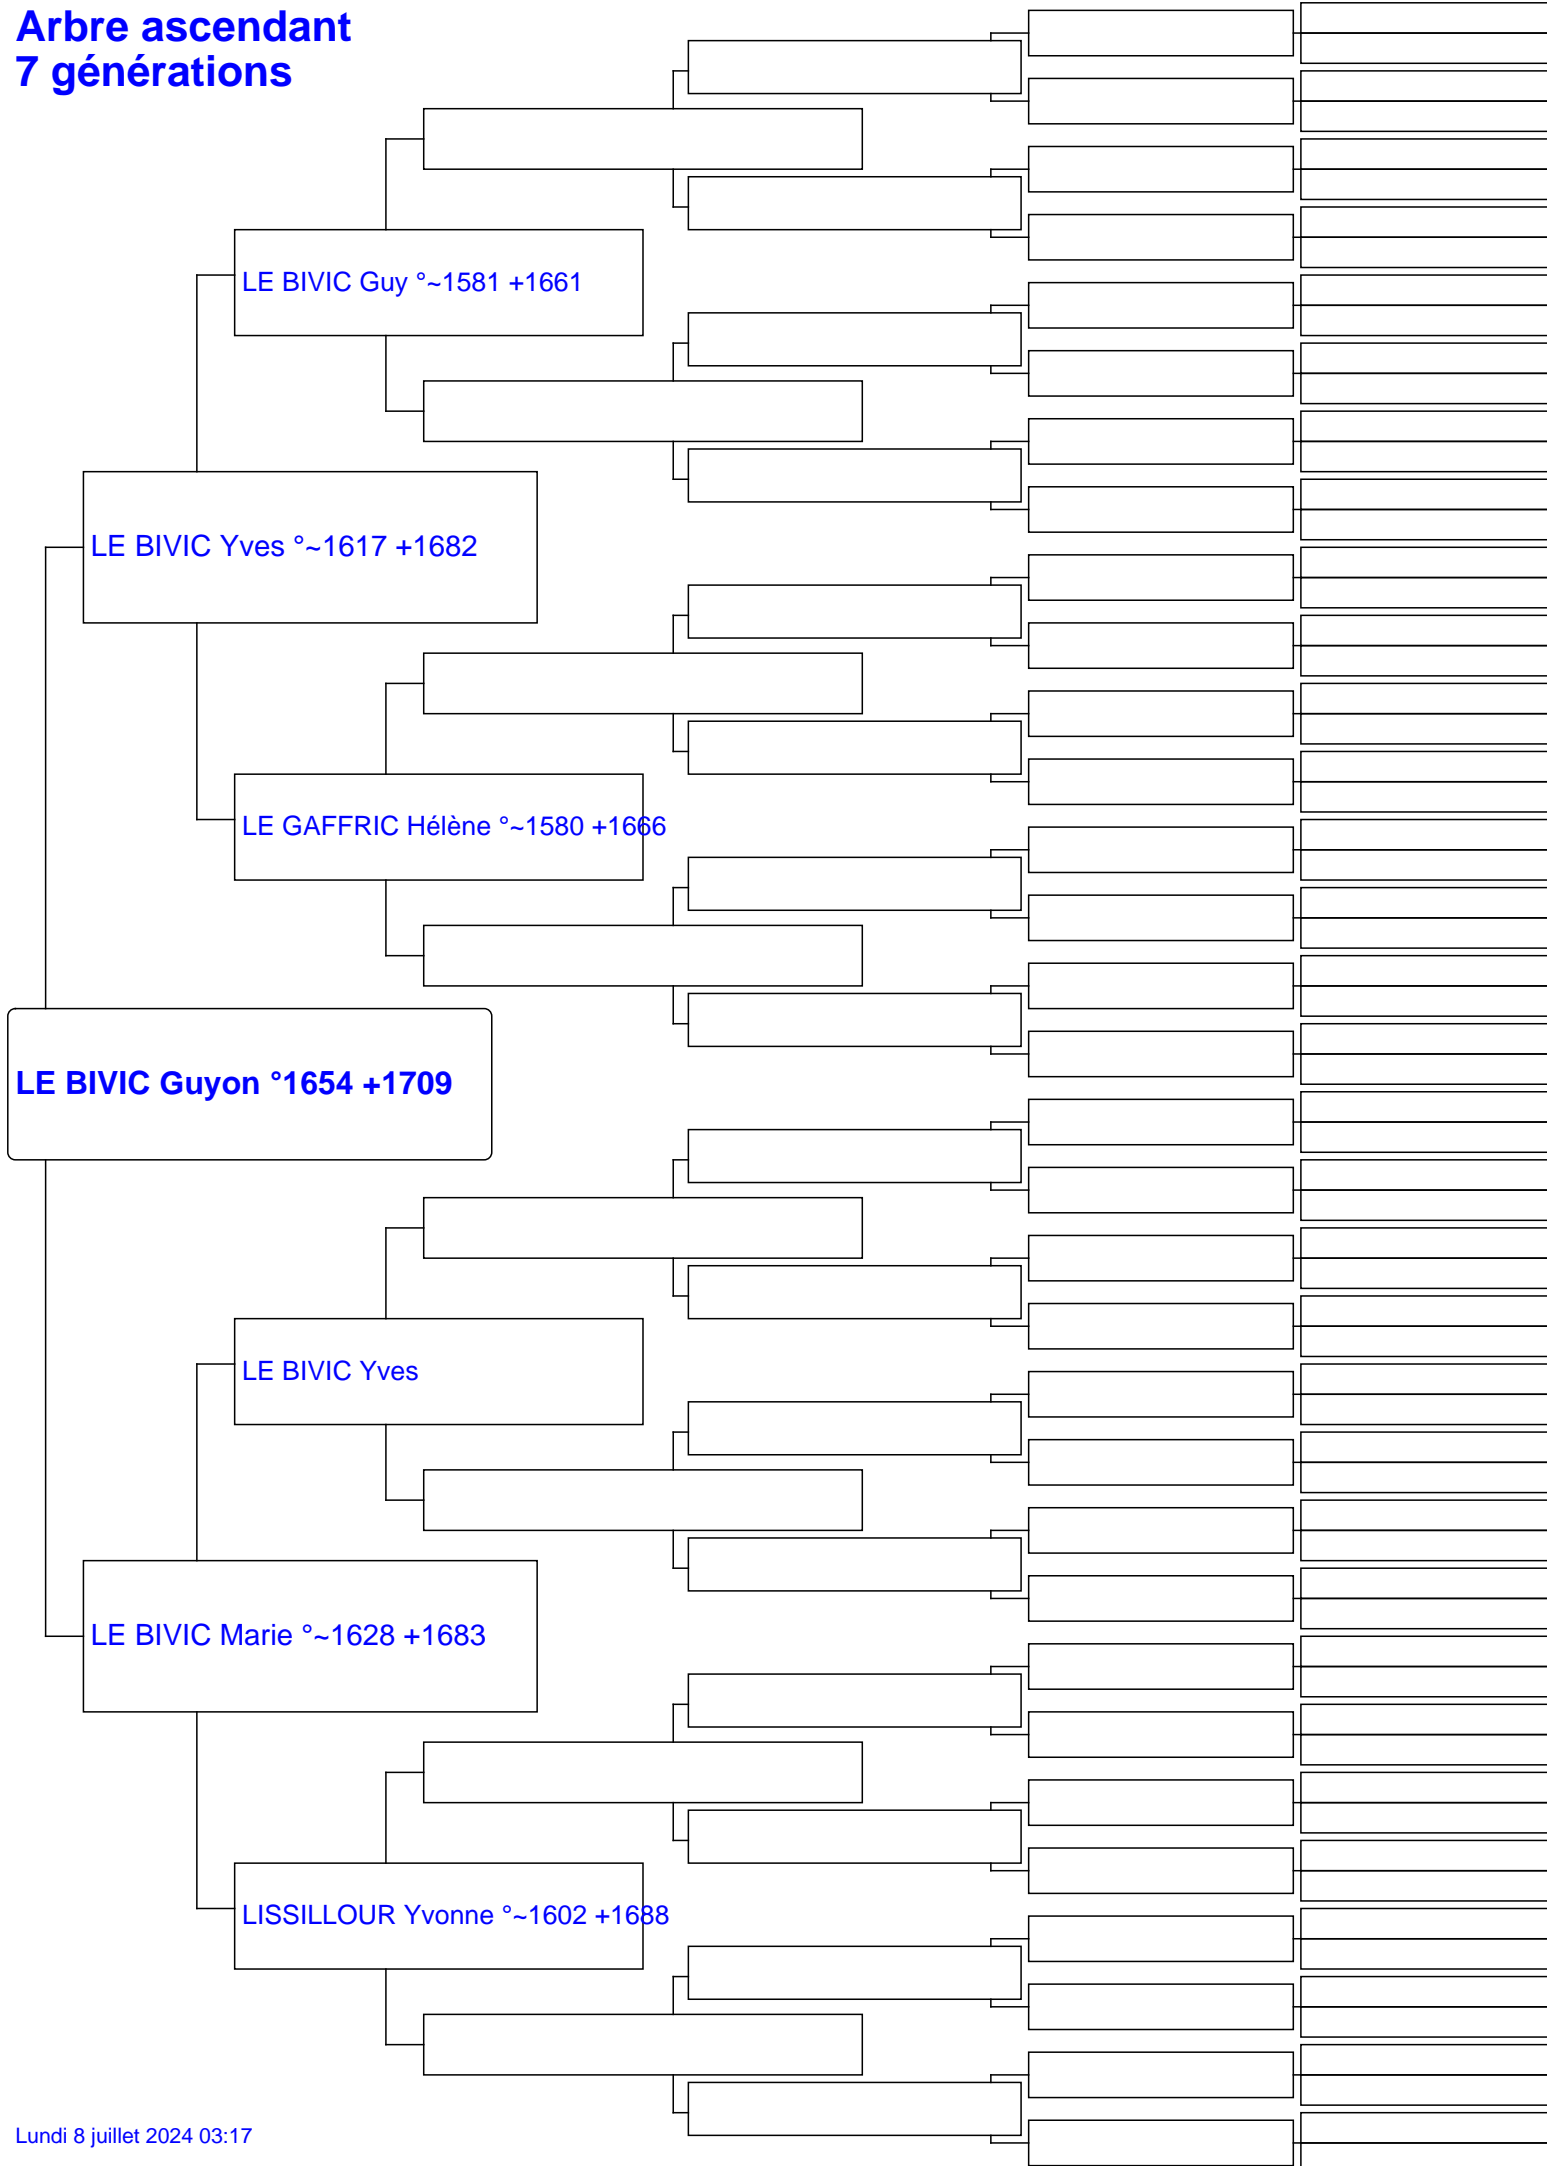 Arbre ascendant
7 générations
LE BIVIC Guy °~1581 +1661
LE BIVIC Yves °~1617 +1682
LE GAFFRIC Hélène °~1580 +1666
LE BIVIC Guyon °1654 +1709
LE BIVIC Yves
LE BIVIC Marie °~1628 +1683
LISSILLOUR Yvonne °~1602 +1688
Lundi 8 juillet 2024 03:17